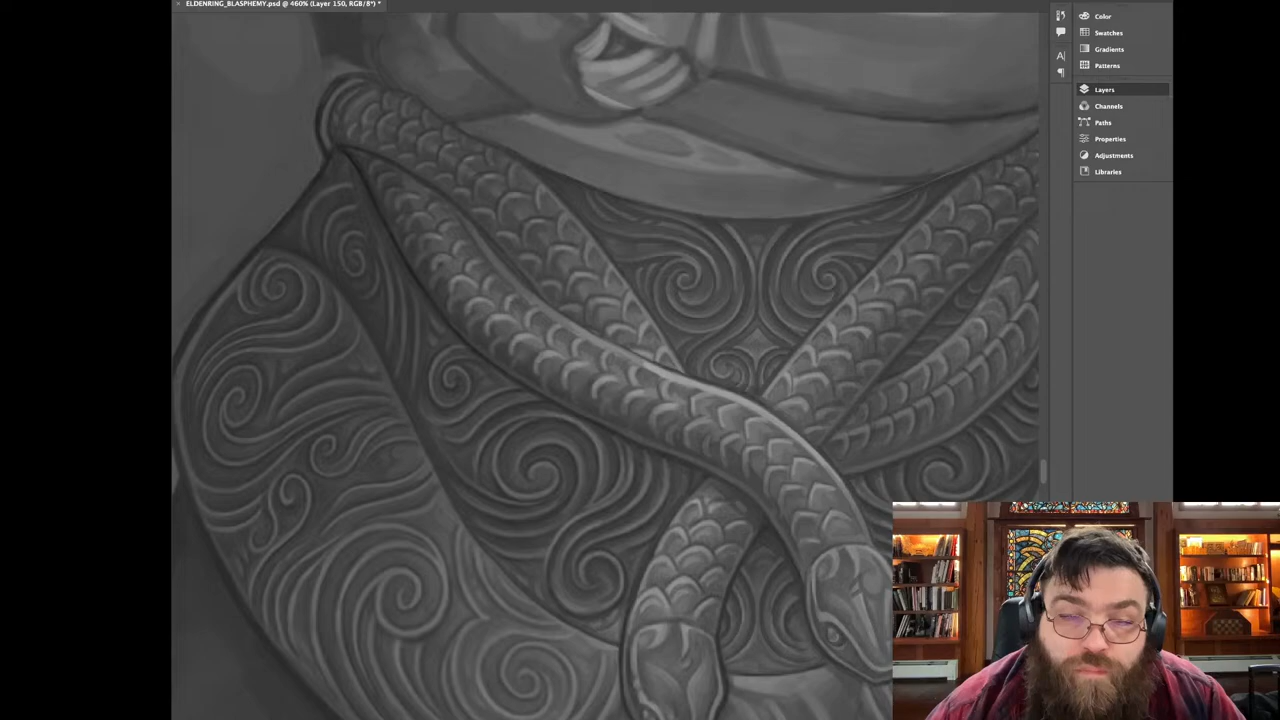 × ELDENRING_BLASPHEMY.psd @ 460% (Layer 150, RGB/8*) *
Color
Swatches
Gradients
A| Patterns
¶
Layers
Channels
Paths
Properties
Adjustments
Libraries